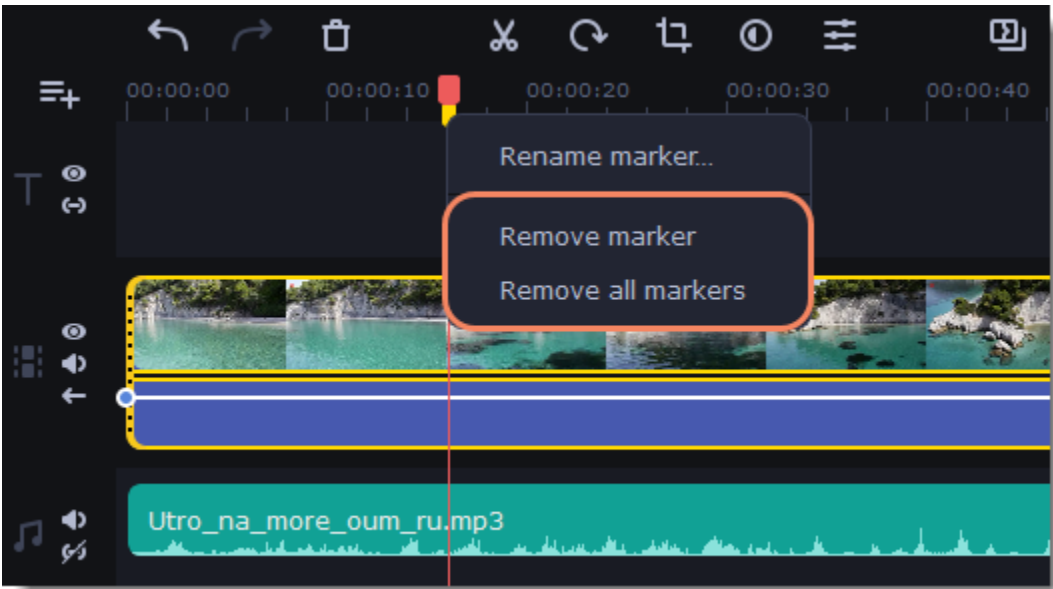 00:00:00 00:00:10 00:00:20 00:00:30 00:00:40
Rename marker...
T
Remove marker
Remove all markers
Utro_na_more_oum_ru.mp3